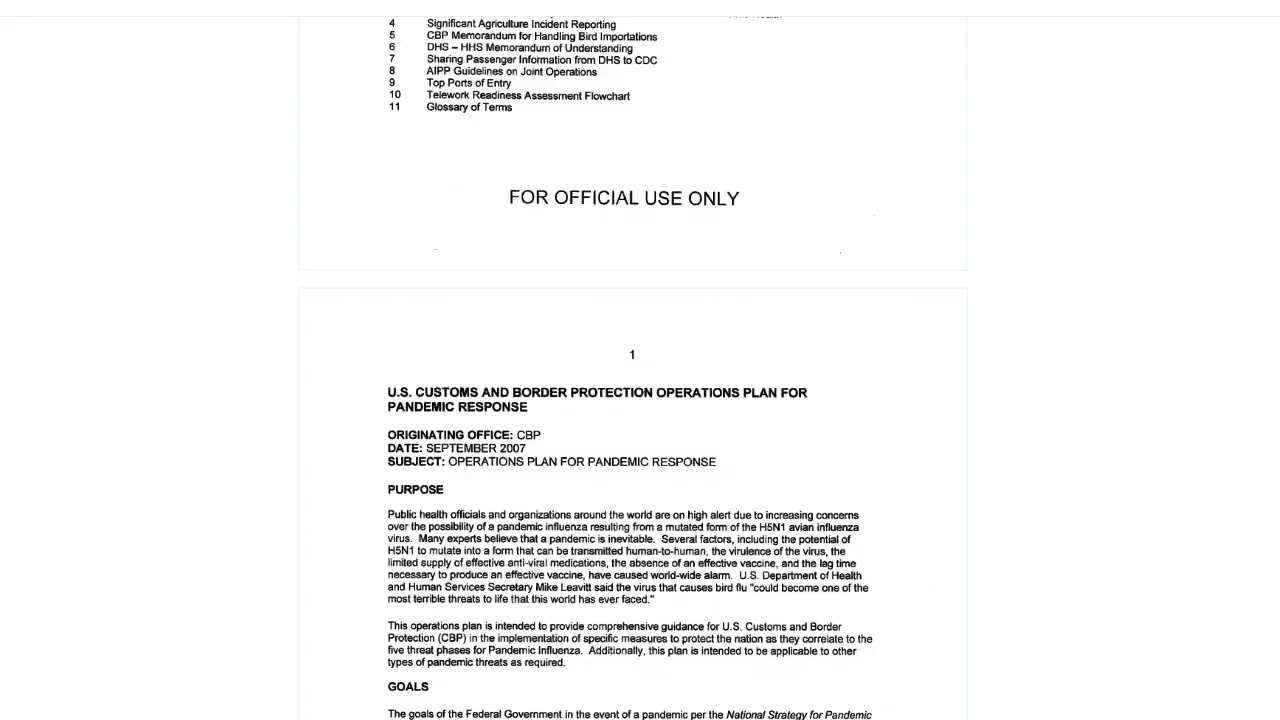 4 Significant Agriculture Incident Reporting
5 CBP Memorandum for Handling Bird Importations
6 DHS – HHS Memorandum of Understanding
7 Sharing Passenger Information from DHS to CDC
8 AIPP Guidelines on Joint Operations
9 Top Ports of Entry
10 Telework Readiness Assessment Flowchart
11 Glossary of Terms
FOR OFFICIAL USE ONLY
1
U.S. CUSTOMS AND BORDER PROTECTION OPERATIONS PLAN FOR
PANDEMIC RESPONSE
ORIGINATING OFFICE: CBP
DATE: SEPTEMBER 2007
SUBJECT: OPERATIONS PLAN FOR PANDEMIC RESPONSE
PURPOSE
Public health officials and organizations around the world are on high alert due to increasing concerns
over the possibility of a pandemic influenza resulting from a mutated form of the H5N1 avian influenza
virus. Many experts believe that a pandemic is inevitable. Several factors, including the potential of
H5N1 to mutate into a form that can be transmitted human-to-human, the virulence of the virus, the
limited supply of effective anti-viral medications, the absence of an effective vaccine, and the lag time
necessary to produce an effective vaccine, have caused world-wide alarm. U.S. Department of Health
and Human Services Secretary Mike Leavitt said the virus that causes bird flu "could become one of the
most terrible threats to life that this world has ever faced."
This operations plan is intended to provide comprehensive guidance for U.S. Customs and Border
Protection (CBP) in the implementation of specific measures to protect the nation as they correlate to the
five threat phases for Pandemic Influenza. Additionally, this plan is intended to be applicable to other
types of pandemic threats as required.
GOALS
The goals of the Federal Government in the event of a pandemic per the National Strategy for Pandemic